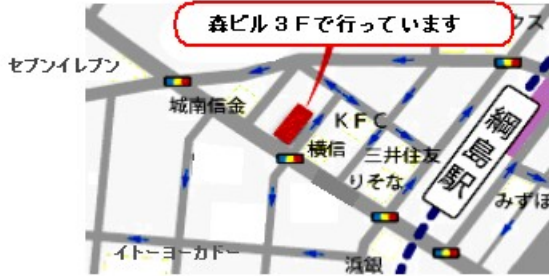 森ビル３Ｆで行っています
クス
セブンイレブン
城南信金
ＫＦＣ
綱島駅
横信
三井住友
りそな
みずほ
イトーヨーカドー
浜銀